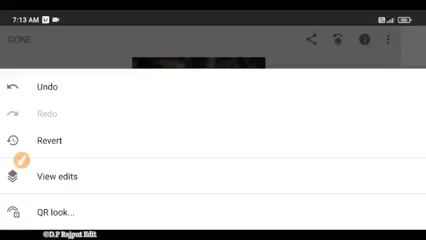 7:13 AM
DONE
Undo
Redo
Revert
View edits
QR look...
©D.P Rajput Edit